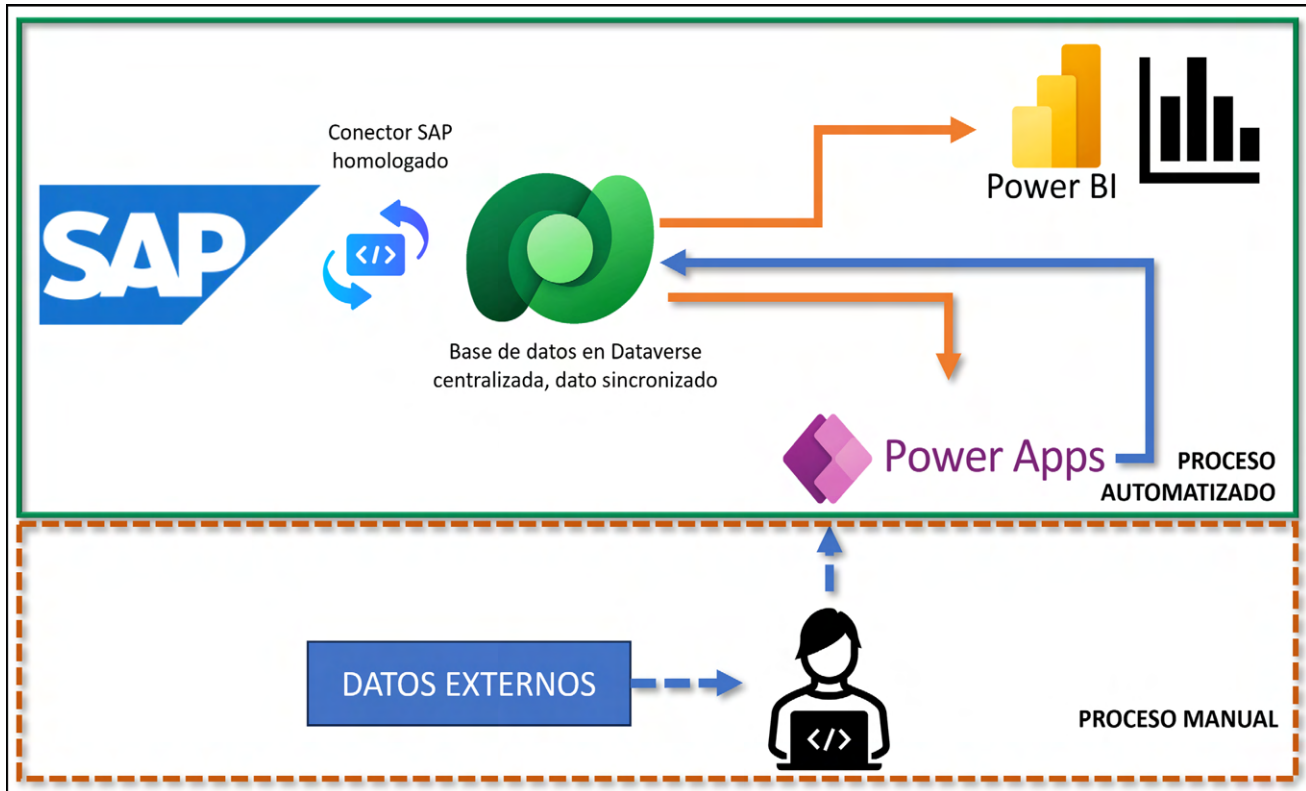 Conector SAP
homologado
SAP
</>
Power BI
Base de datos en Dataverse
centralizada, dato sincronizado
Power Apps
PROCESO
AUTOMATIZADO
DATOS EXTERNOS
</>
PROCESO MANUAL